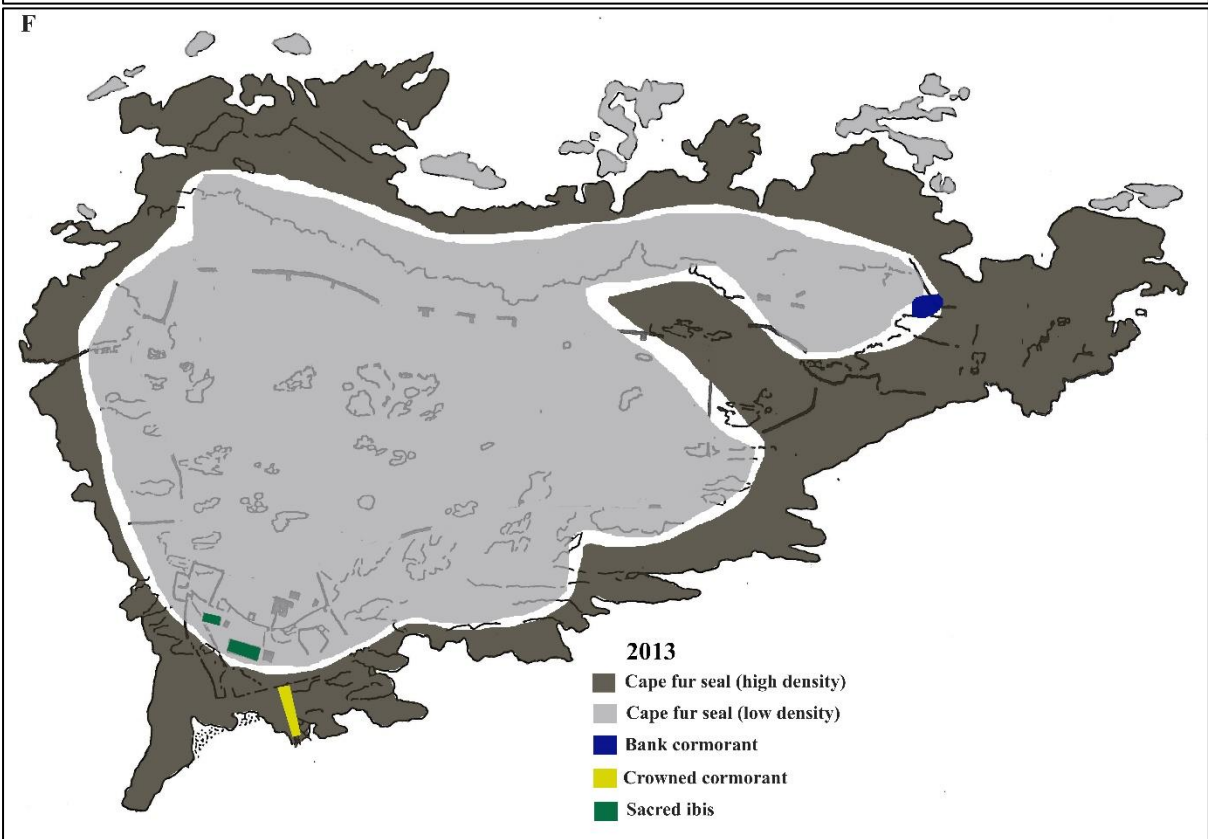 F
2013
Cape fur seal (high density)
Cape fur seal (low density)
Bank cormorant
Crowned cormorant
Sacred ibis